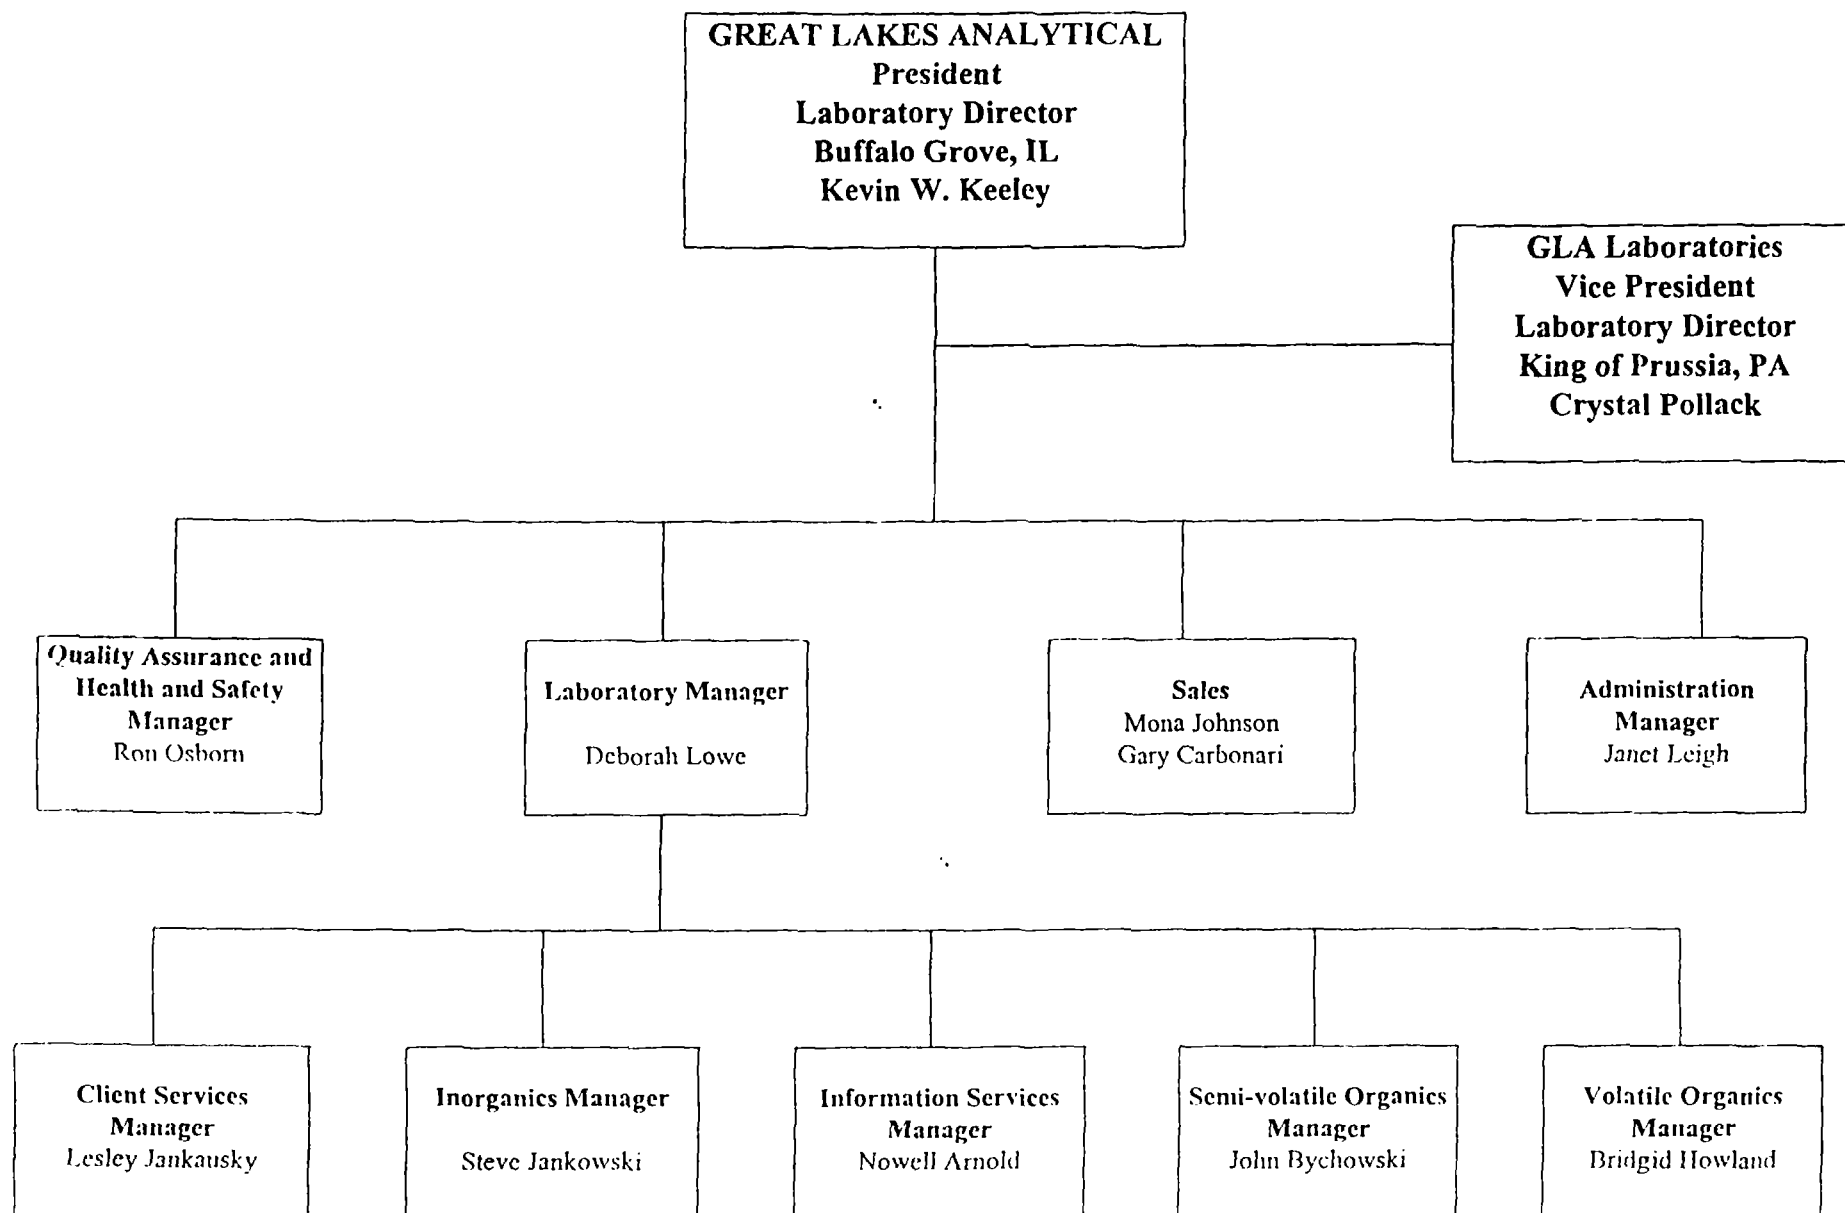 GREAT LAKES ANALYTICAL
President
Laboratory Director
Buffalo Grove, IL
Kevin W. Keeley
GLA Laboratories
Vice President
Laboratory Director
King of Prussia, PA
Crystal Pollack
Quality Assurance and
Health and Safety
Manager
Ron Osborn
Laboratory Manager
Deborah Lowe
Sales
Mona Johnson
Gary Carbonari
Administration
Manager
Janet Leigh
Client Services
Manager
Lesley Jankausky
Inorganics Manager
Steve Jankowski
Information Services
Manager
Nowell Arnold
Semi-volatile Organics
Manager
John Bychowski
Volatile Organics
Manager
Bridgid Howland